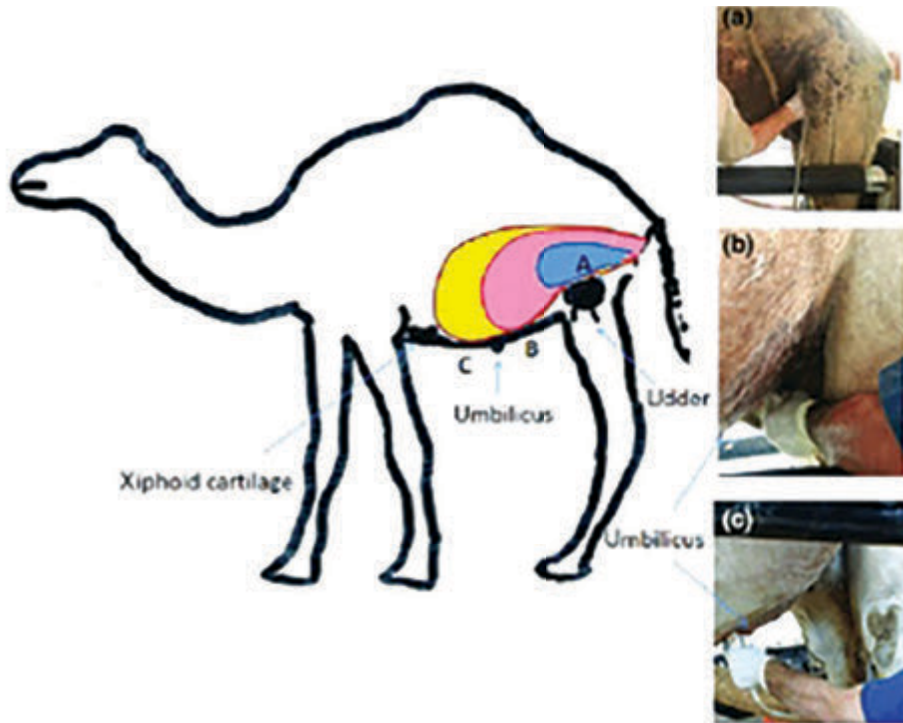 (a)
A
(b)
B
C
Umbilicus
Udder
Xiphoid cartilage
Umbilicus
(c)